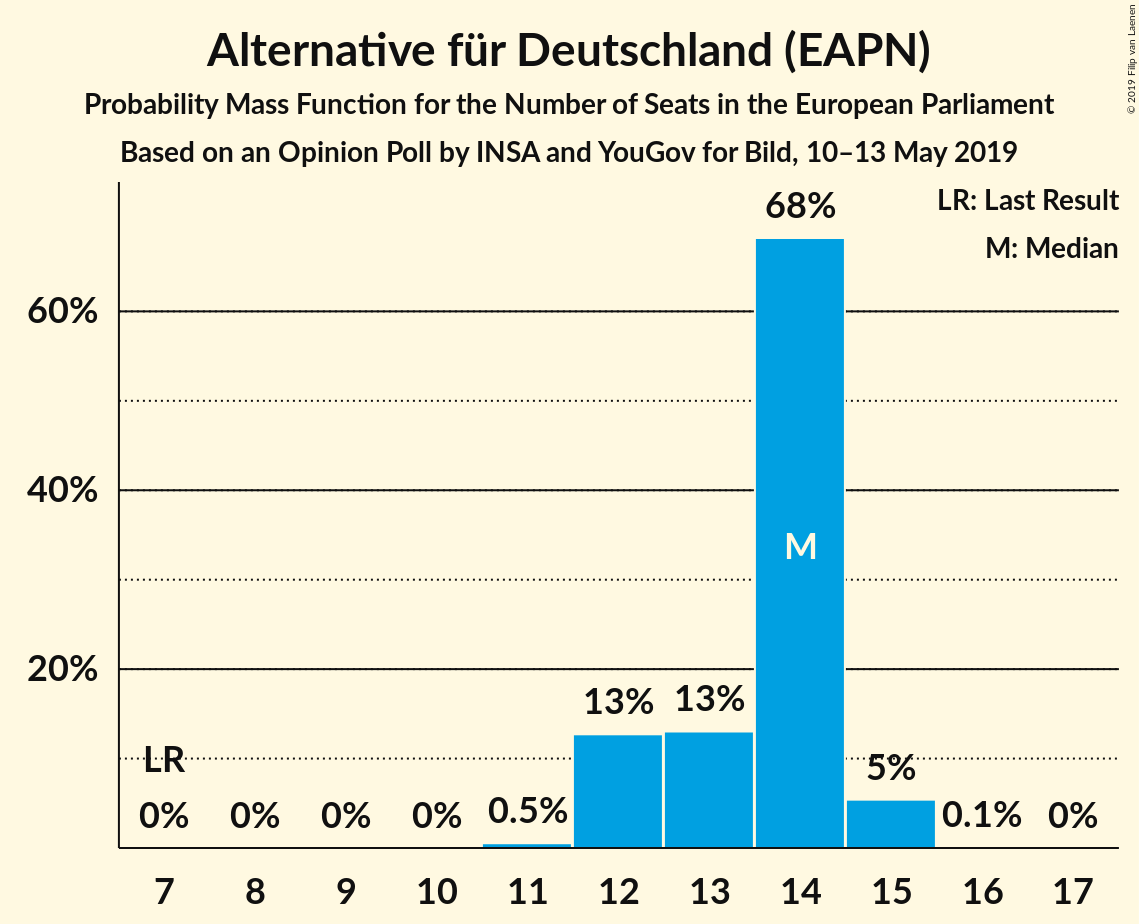 Alternative für Deutschland (EAPN)
Probability Mass Function for the Number of Seats in the European Parliament
Based on an Opinion Poll by INSA and YouGov for Bild, 10–13 May 2019
© 2019 Filip van Laenen
LR: Last Result
M: Median
68%
60%
40%
M
20%
13% 13%
LR
5%
0% 0% 0% 0% 0.5% 0.1% 0%
7 8 9 10 11 12 13 14 15 16 17